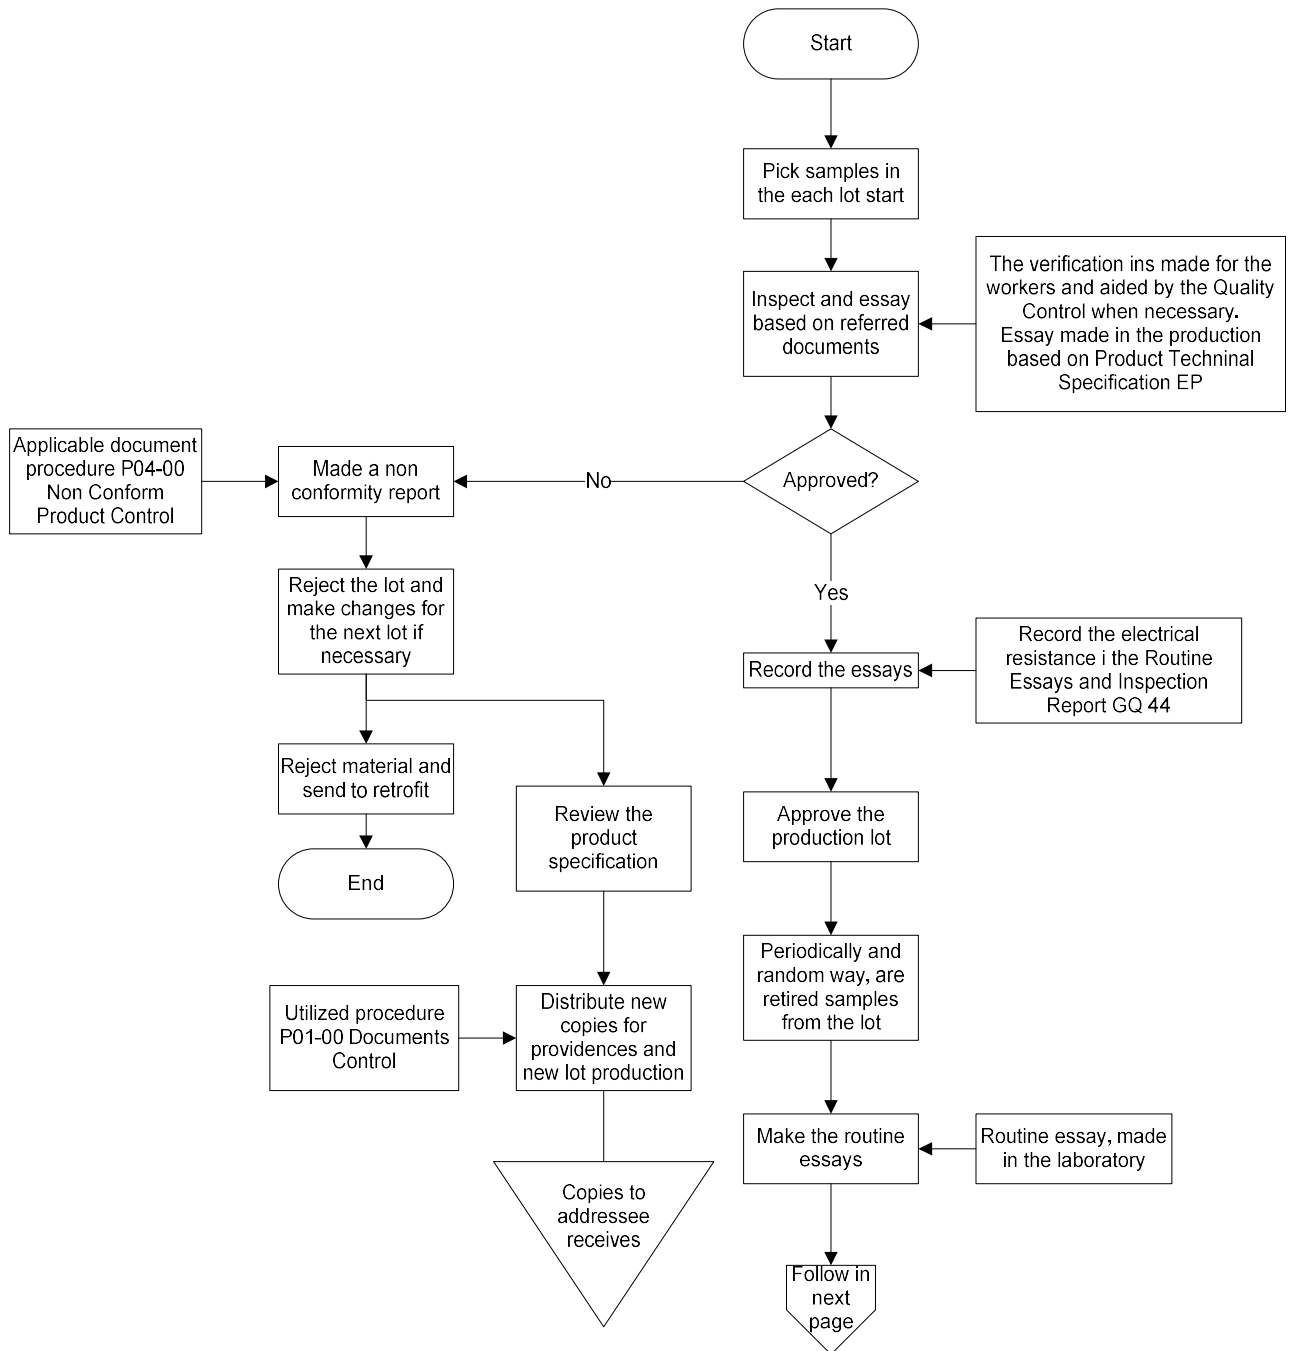 Start
Pick samples in
the each lot start
Inspect and essay
based on referred
documents
The verification ins made for the
workers and aided by the Quality
Control when necessary.
Essay made in the production
based on Product Techninal
Specification EP
Approved?
No
Made a non
conformity report
Applicable document
procedure P04-00
Non Conform
Product Control
Reject the lot and
make changes for
the next lot if
necessary
Reject material and
send to retrofit
End
Review the
product
specification
Distribute new
copies for
providences and
new lot production
Utilized procedure
P01-00 Documents
Control
Copies to
addressee
receives
Yes
Record the essays
Record the electrical
resistance i the Routine
Essays and Inspection
Report GQ 44
Approve the
production lot
Periodically and
random way, are
retired samples
from the lot
Make the routine
essays
Routine essay, made
in the laboratory
Follow in
next
page